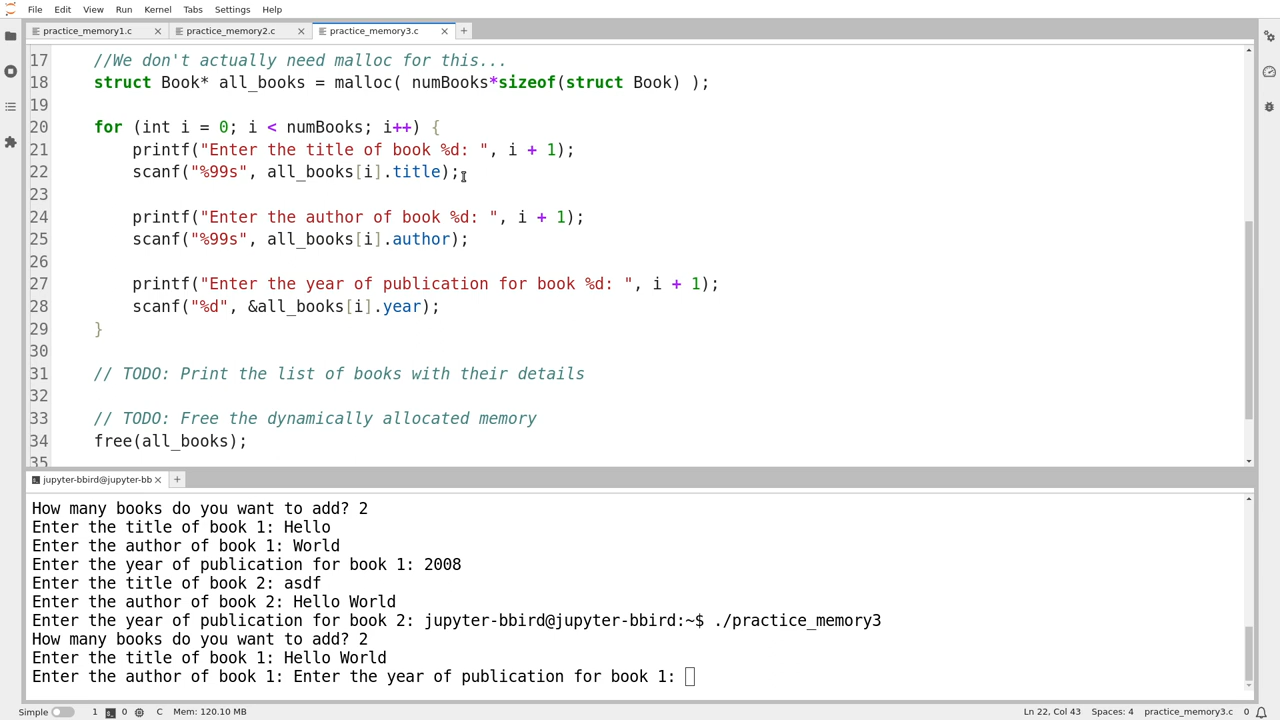 File Edit View Run Kernel Tabs Settings Help
practice_memory1.c practice_memory2.c practice_memory3.c
17 //We don't actually need malloc for this...
18 struct Book* all_books = malloc( numBooks*sizeof(struct Book) );
19
20 for (int i = 0; i < numBooks; i++) {
21 printf("Enter the title of book %d: ", i + 1);
22 scanf("%99s", all_books[i].title);
23
24 printf("Enter the author of book %d: ", i + 1);
25 scanf("%99s", all_books[i].author);
26
27 printf("Enter the year of publication for book %d: ", i + 1);
28 scanf("%d", &all_books[i].year);
29 }
30
31 // TODO: Print the list of books with their details
32
33 // TODO: Free the dynamically allocated memory
34 free(all_books);
35
jupyter-bbird@jupyter-bb
How many books do you want to add? 2
Enter the title of book 1: Hello
Enter the author of book 1: World
Enter the year of publication for book 1: 2008
Enter the title of book 2: asdf
Enter the author of book 2: Hello World
Enter the year of publication for book 2: jupyter-bbird@jupyter-bbird:~$ ./practice_memory3
How many books do you want to add? 2
Enter the title of book 1: Hello World
Enter the author of book 1: Enter the year of publication for book 1:
Simple 1 0 C Mem: 120.10 MB Ln 22, Col 43 Spaces: 4 practice_memory3.c 0